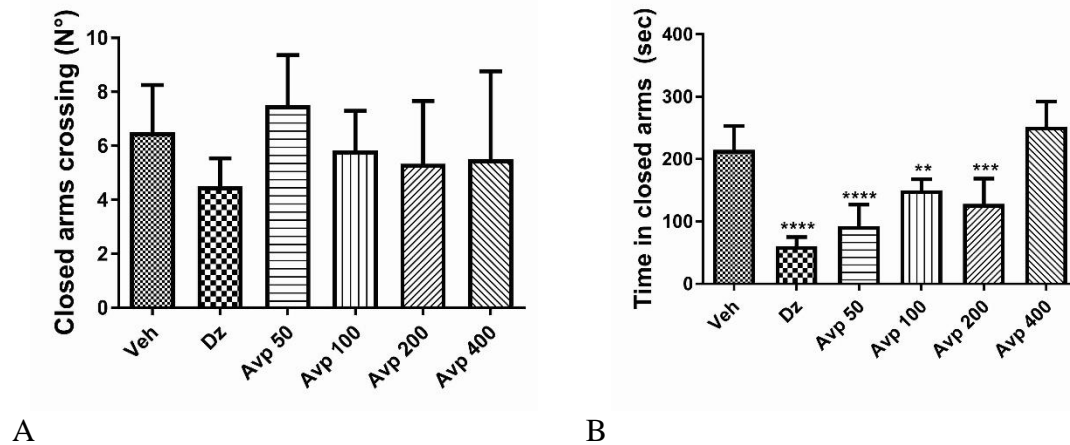 Closed arms crossing (N°)
10
8
6
4
2
0
Veh
Dz
Avp 50
Avp 100
Avp 200
Avp 400
A
Time in closed arms (sec)
400
300
200
100
0
****
****
**
***
Veh
Dz
Avp 50
Avp 100
Avp 200
Avp 400
B